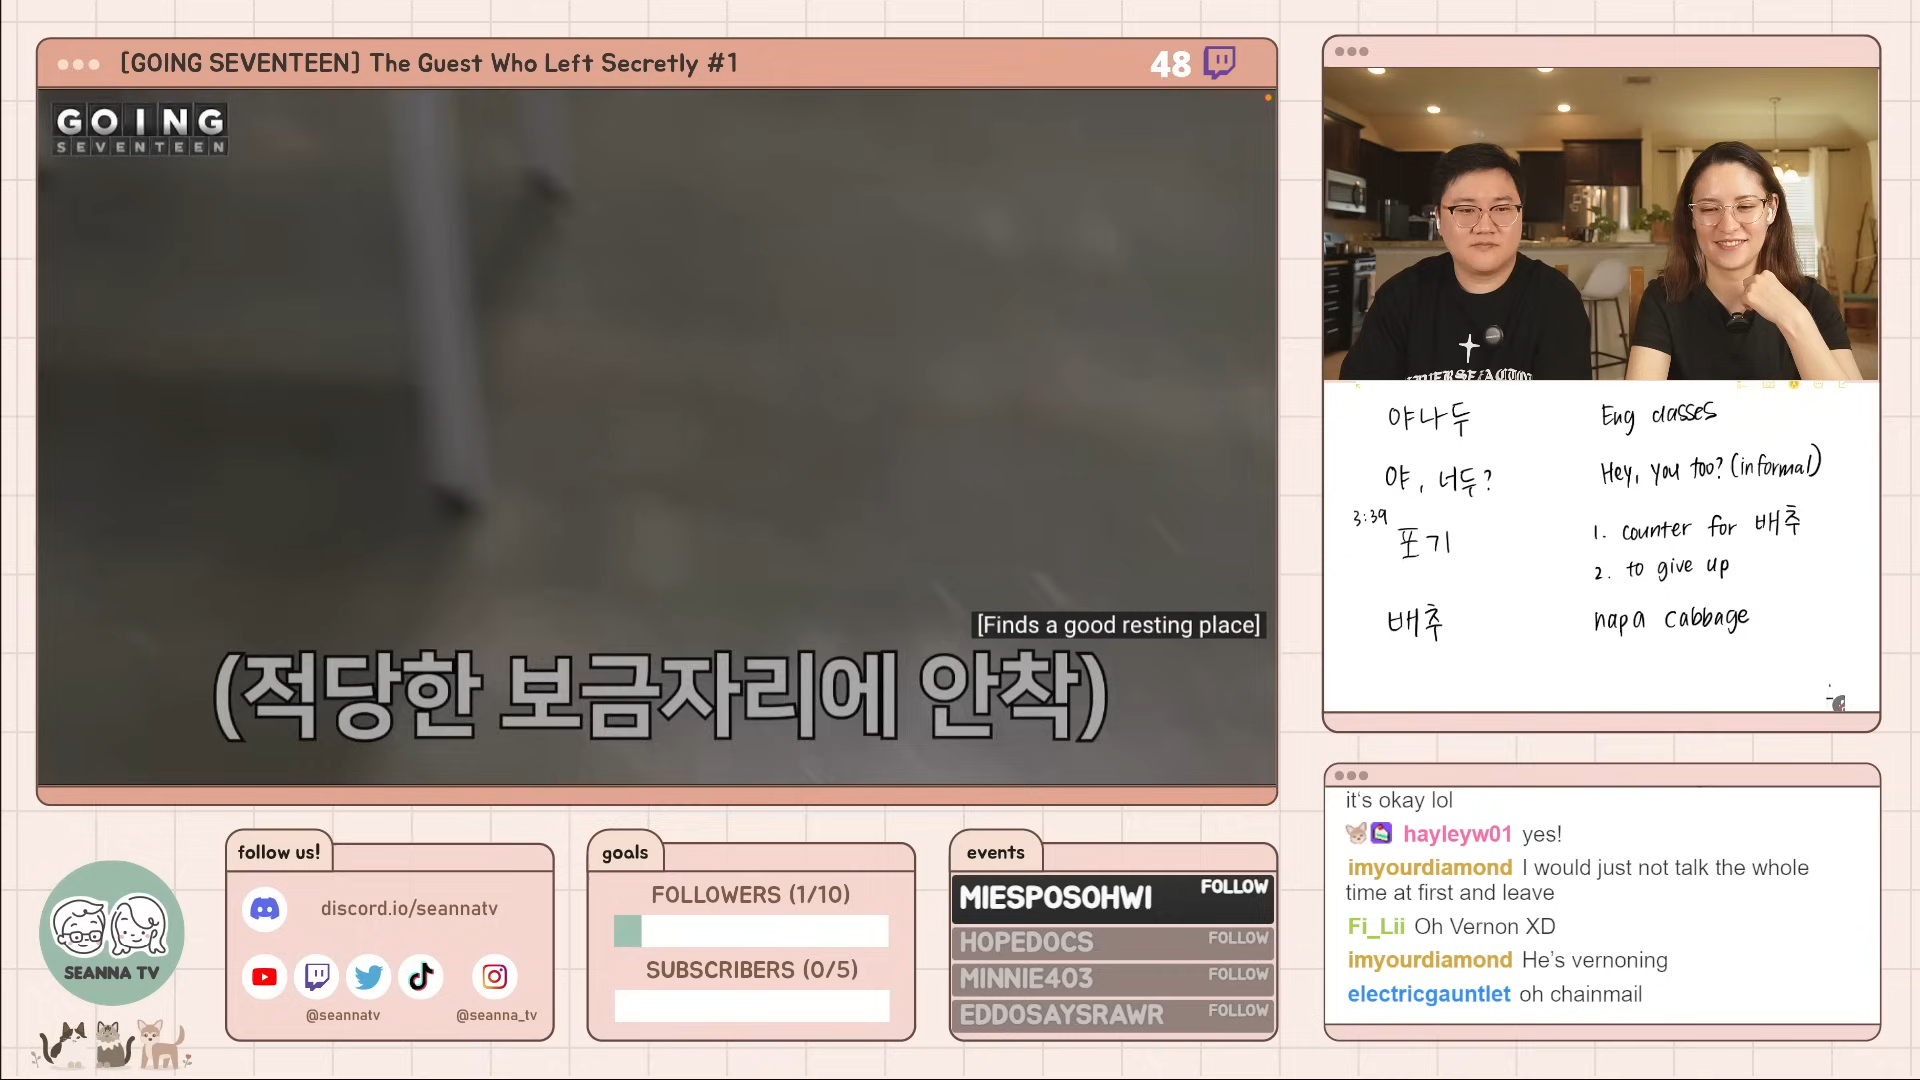 [GOING SEVENTEEN] The Guest Who Left Secretly #1
48
GOING
SEVENTEEN
[Finds a good resting place]
(적당한 보금자리에 안착)
야나두
Eng classes
야, 너두?
Hey, you too? (informal)
3:39
포기
1. counter for 배추
2. to give up
배추
napa cabbage
it's okay lol
hayleyw01 yes!
imyourdiamond I would just not talk the whole
time at first and leave
Fi_Lii Oh Vernon XD
imyourdiamond He's vernoning
electricgauntlet oh chainmail
SEANNA TV
follow us!
discord.io/seannatv
@seannatv
@seanna_tv
goals
FOLLOWERS (1/10)
SUBSCRIBERS (0/5)
events
MIESPOSOHWI FOLLOW
HOPEDOCS FOLLOW
MINNIE403 FOLLOW
EDDOSAYSRAWR FOLLOW